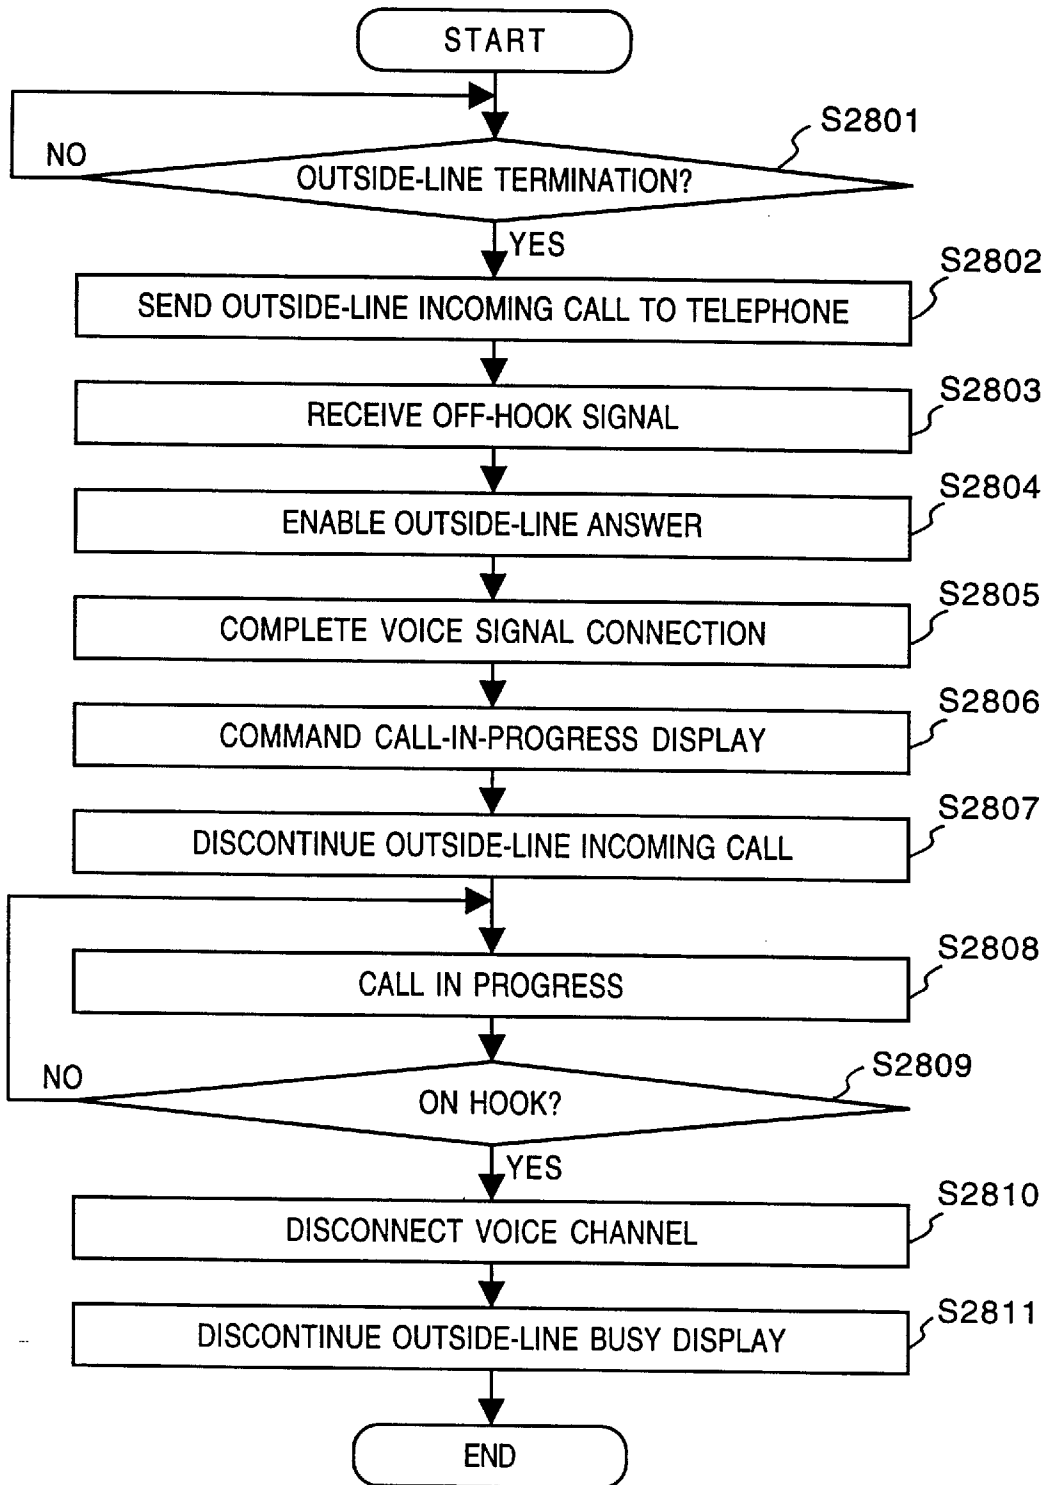 START
S2801
NO
OUTSIDE-LINE TERMINATION?
YES
S2802
SEND OUTSIDE-LINE INCOMING CALL TO TELEPHONE
S2803
RECEIVE OFF-HOOK SIGNAL
S2804
ENABLE OUTSIDE-LINE ANSWER
S2805
COMPLETE VOICE SIGNAL CONNECTION
S2806
COMMAND CALL-IN-PROGRESS DISPLAY
S2807
DISCONTINUE OUTSIDE-LINE INCOMING CALL
S2808
CALL IN PROGRESS
S2809
NO
ON HOOK?
YES
S2810
DISCONNECT VOICE CHANNEL
S2811
DISCONTINUE OUTSIDE-LINE BUSY DISPLAY
END